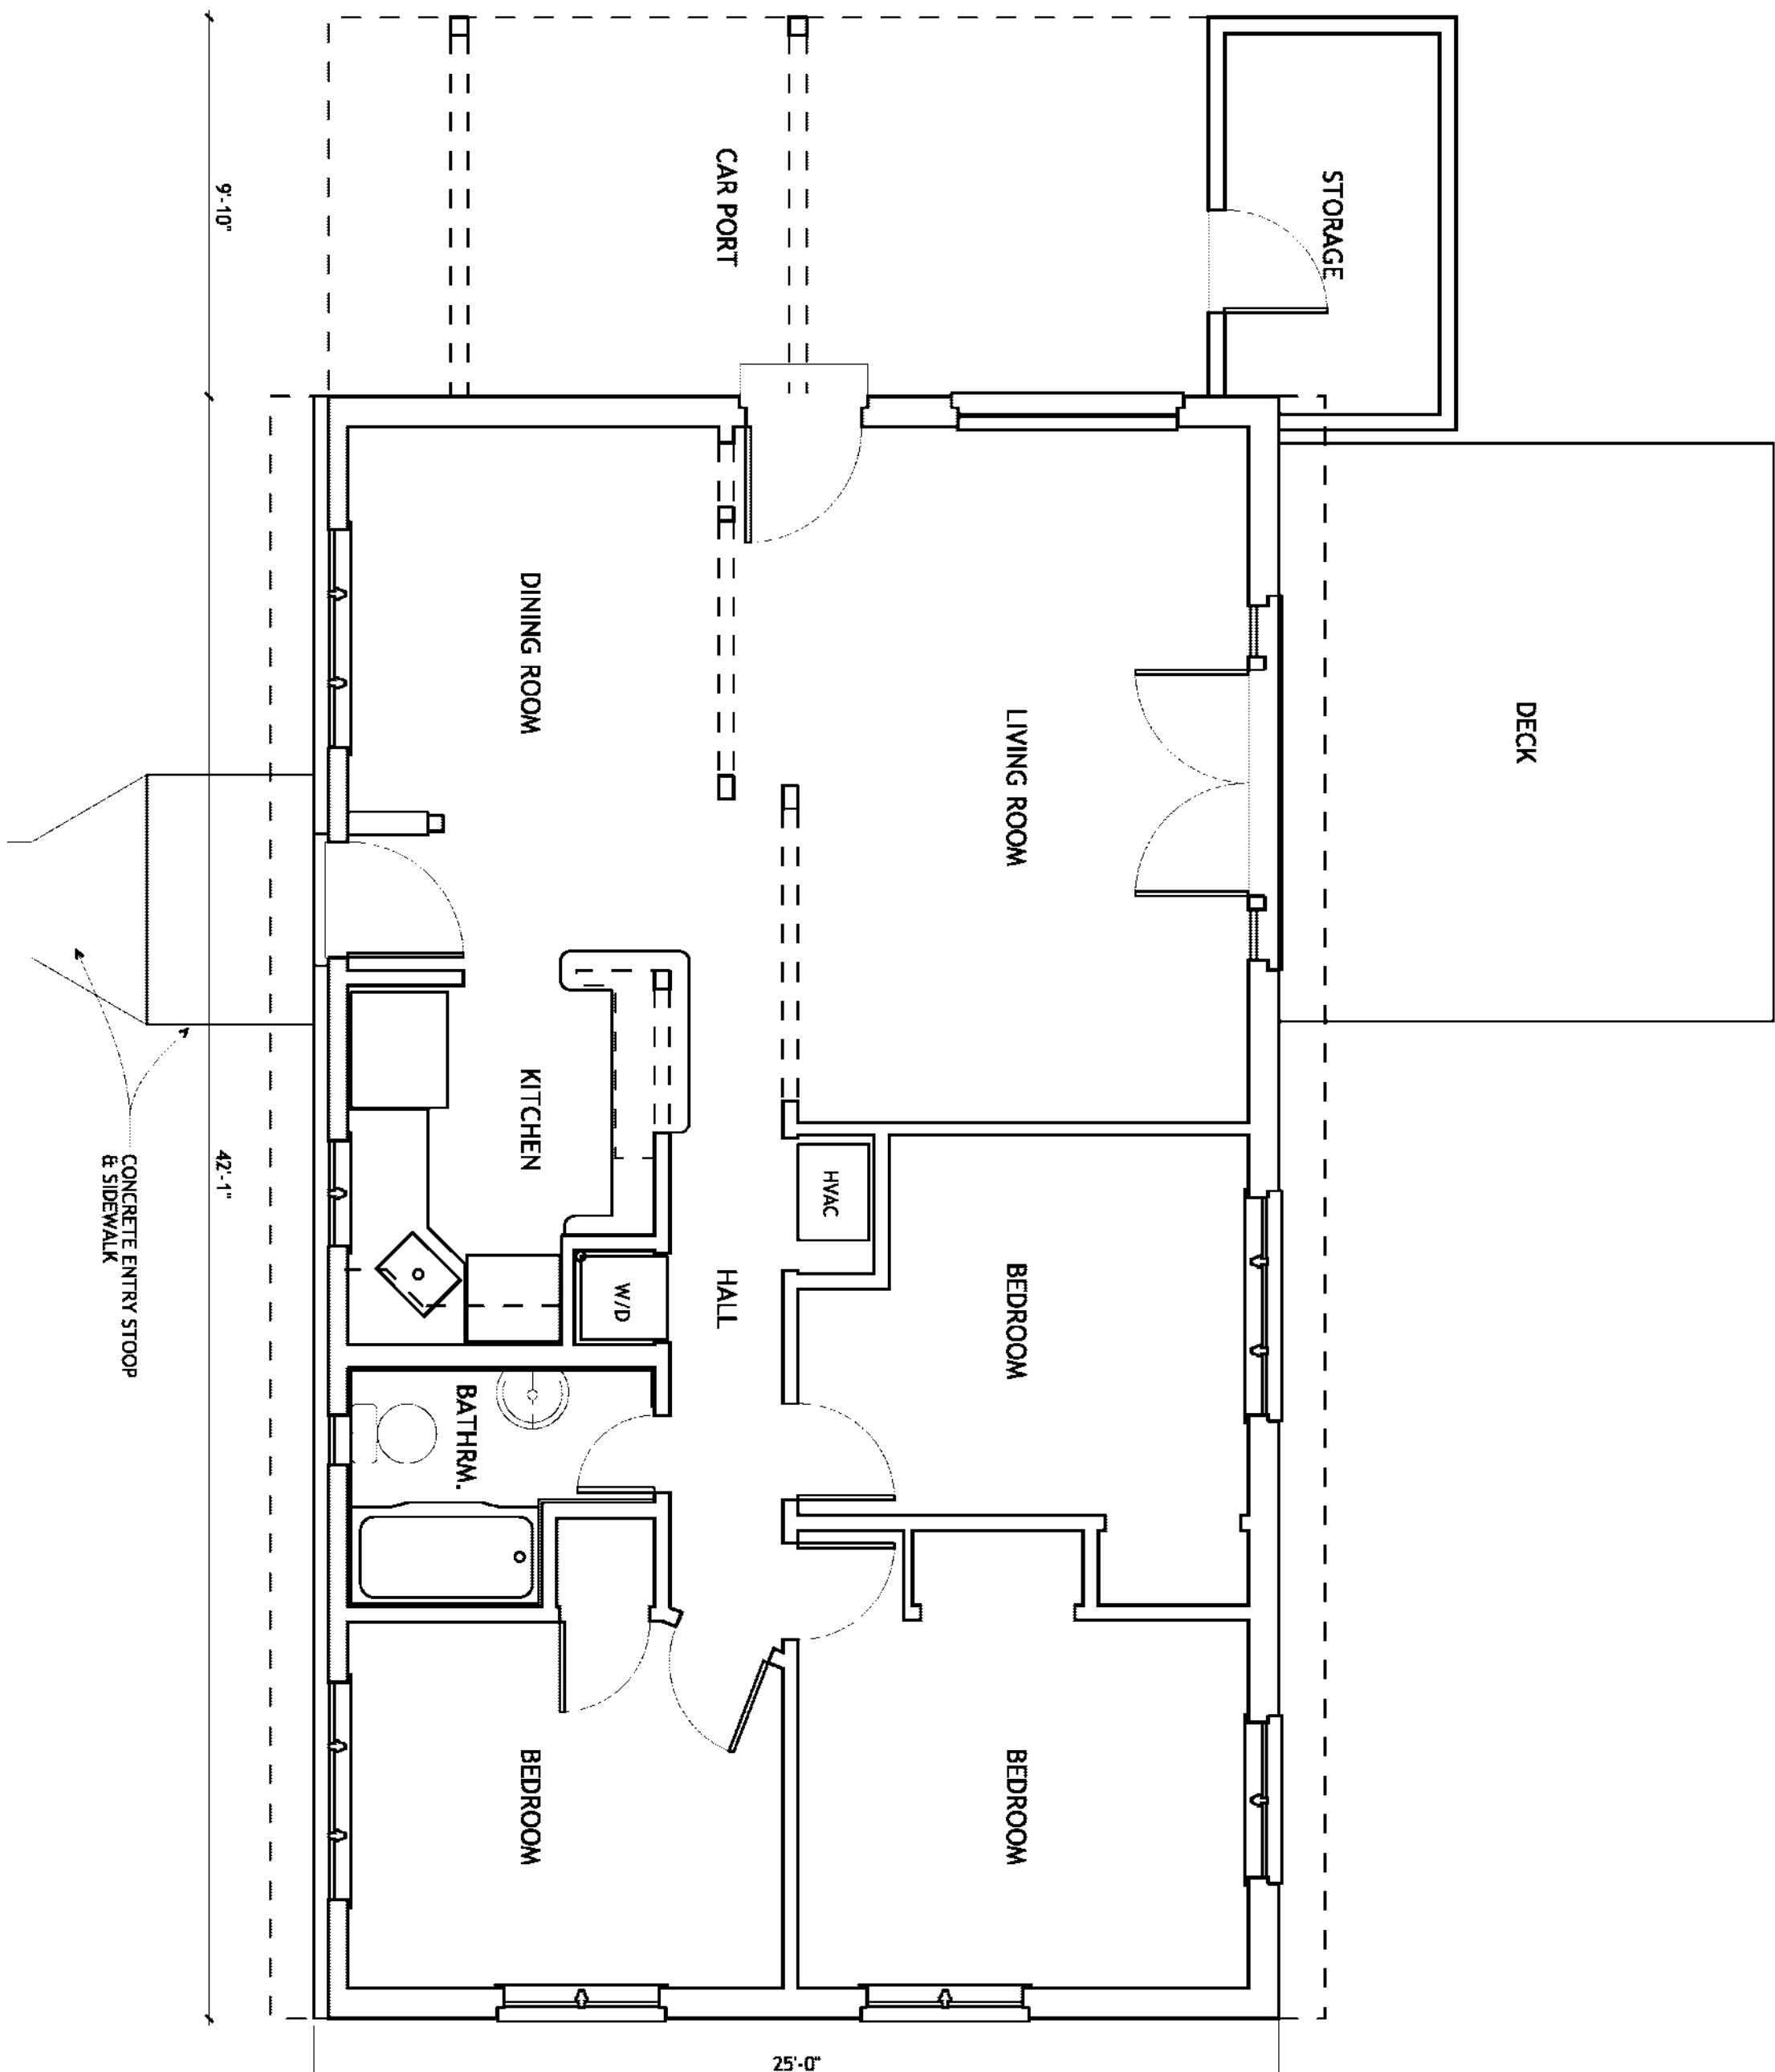 DECK
STORAGE
LIVING ROOM
BEDROOM
BEDROOM
HVAC
CAR PORT
HALL
W/D
DINING ROOM
KITCHEN
BEDROOM
BATHRM.
9'-10"
42'-1"
25'-0"
CONCRETE ENTRY STOOP
& SIDEWALK